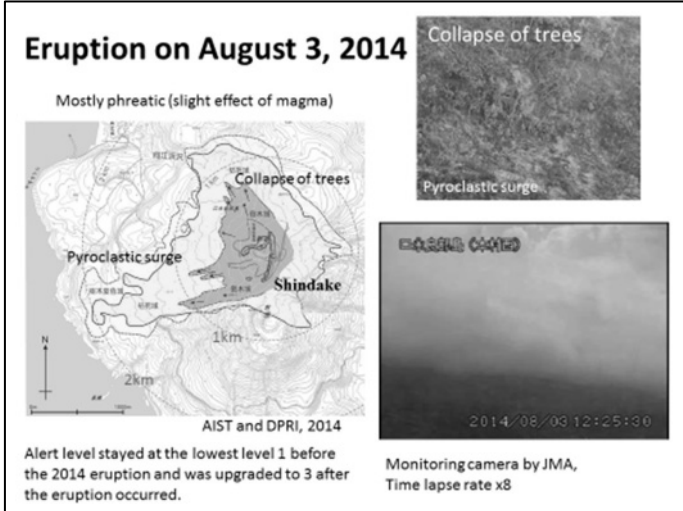 Eruption on August 3, 2014
Mostly phreatic (slight effect of magma)
Collapse of trees
Pyroclastic surge
Shindake
1km
2km
N
AIST and DPRI, 2014
Alert level stayed at the lowest level 1 before
the 2014 eruption and was upgraded to 3 after
the eruption occurred.
Collapse of trees
Pyroclastic surge
2014/08/03 12:25:30
Monitoring camera by JMA,
Time lapse rate x8